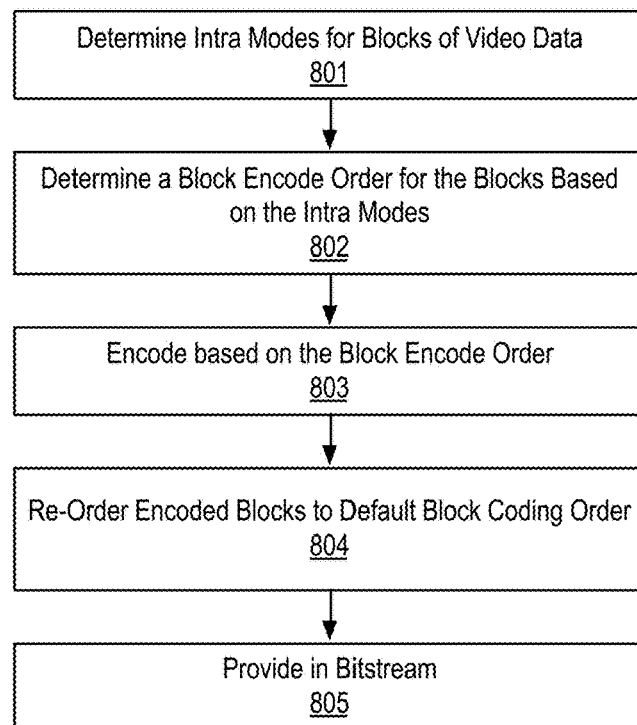 Determine Intra Modes for Blocks of Video Data
801
Determine a Block Encode Order for the Blocks Based
on the Intra Modes
802
Encode based on the Block Encode Order
803
Re-Order Encoded Blocks to Default Block Coding Order
804
Provide in Bitstream
805